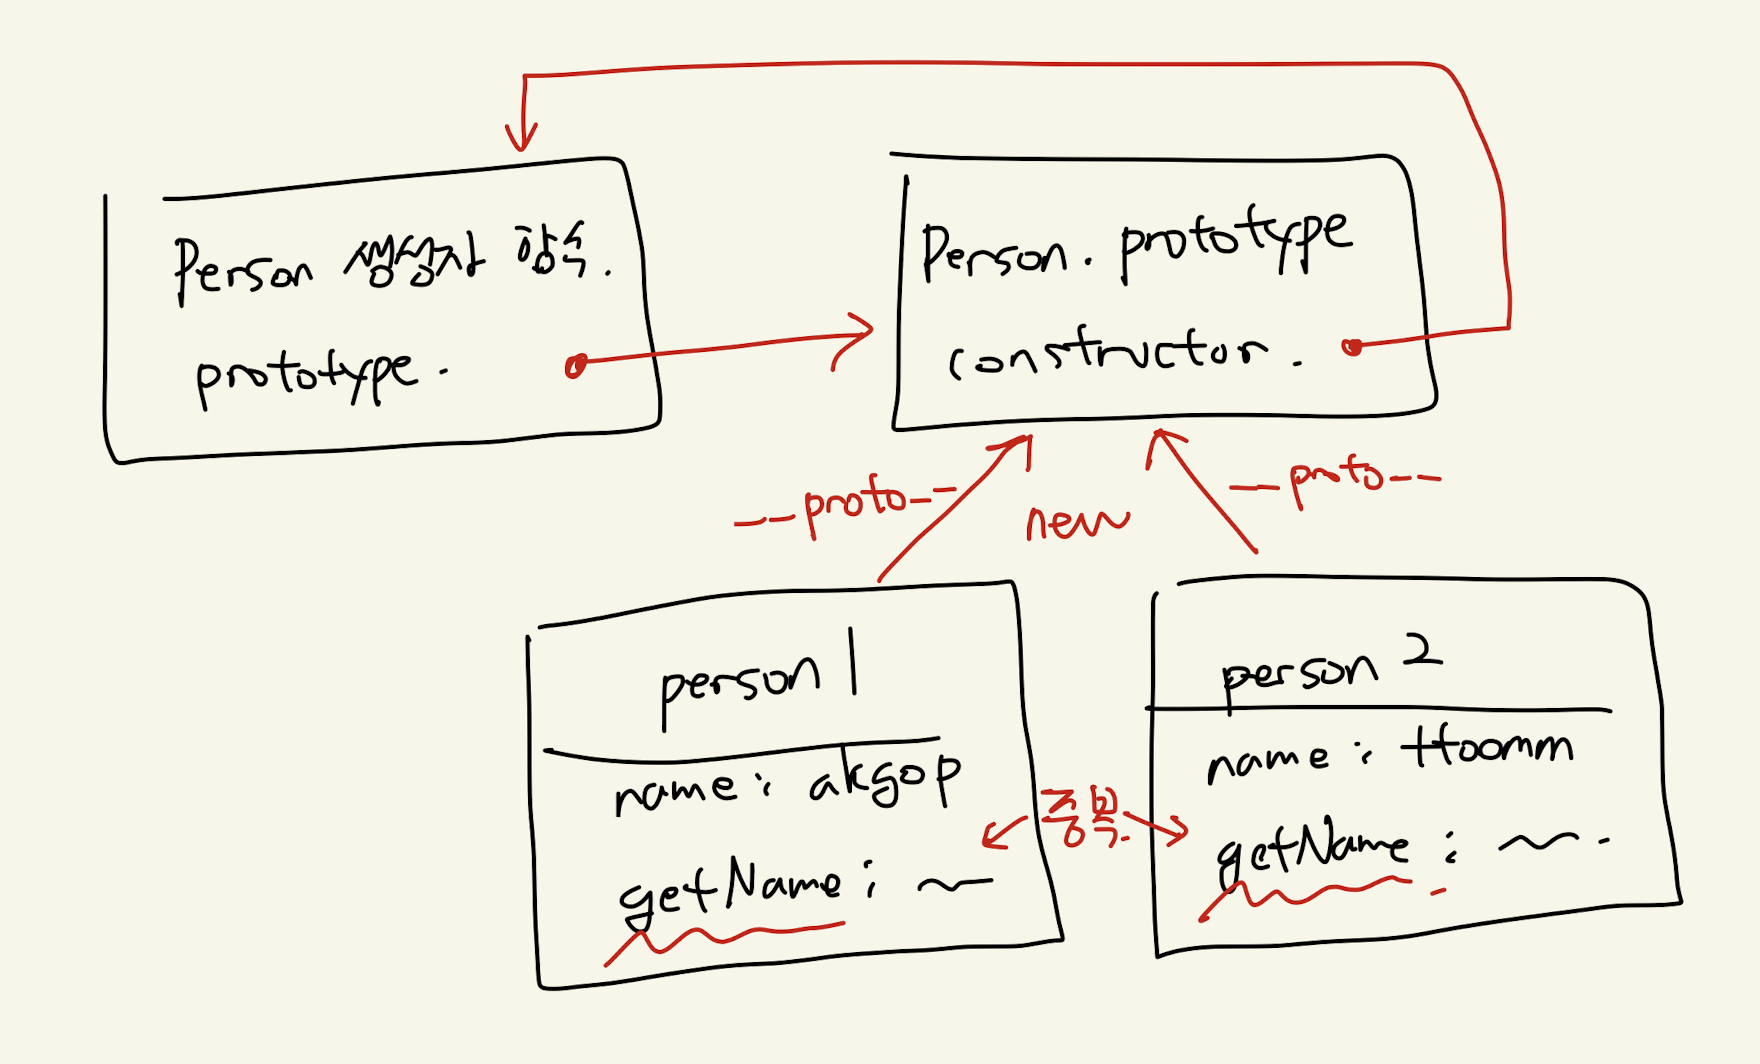 Person 생성자 함수.
prototype.
Person. prototype
constructor.
__proto__
new
__proto__
person 1
name : akgop
getName : ~
중복.
person 2
name : Hoomm
getName : ~.